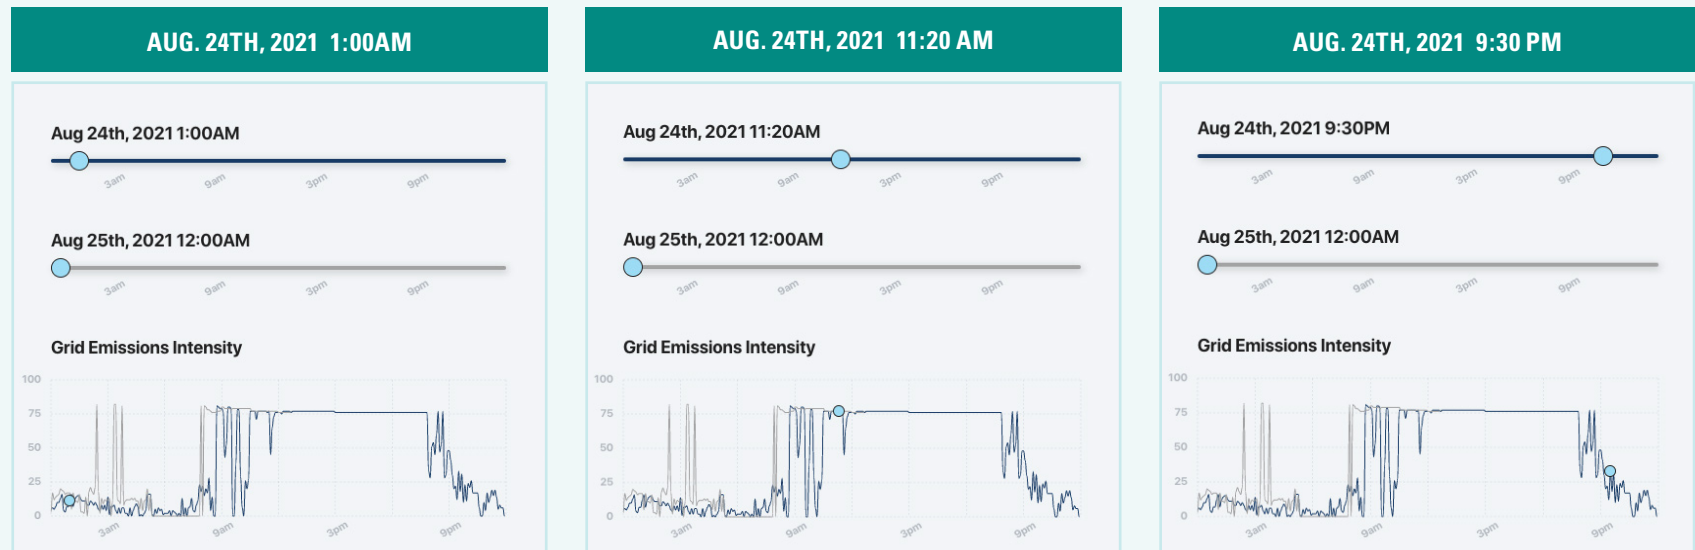 AUG. 24TH, 2021 1:00AM
Aug 24th, 2021 1:00AM
3am 9am 3pm 9pm
Aug 25th, 2021 12:00AM
3am 9am 3pm 9pm
Grid Emissions Intensity
100
75
50
25
0
3am 9am 3pm 9pm
AUG. 24TH, 2021 11:20 AM
Aug 24th, 2021 11:20AM
3am 9am 3pm 9pm
Aug 25th, 2021 12:00AM
3am 9am 3pm 9pm
Grid Emissions Intensity
100
75
50
25
0
3am 9am 3pm 9pm
AUG. 24TH, 2021 9:30 PM
Aug 24th, 2021 9:30PM
3am 9am 3pm 9pm
Aug 25th, 2021 12:00AM
3am 9am 3pm 9pm
Grid Emissions Intensity
100
75
50
25
0
3am 9am 3pm 9pm